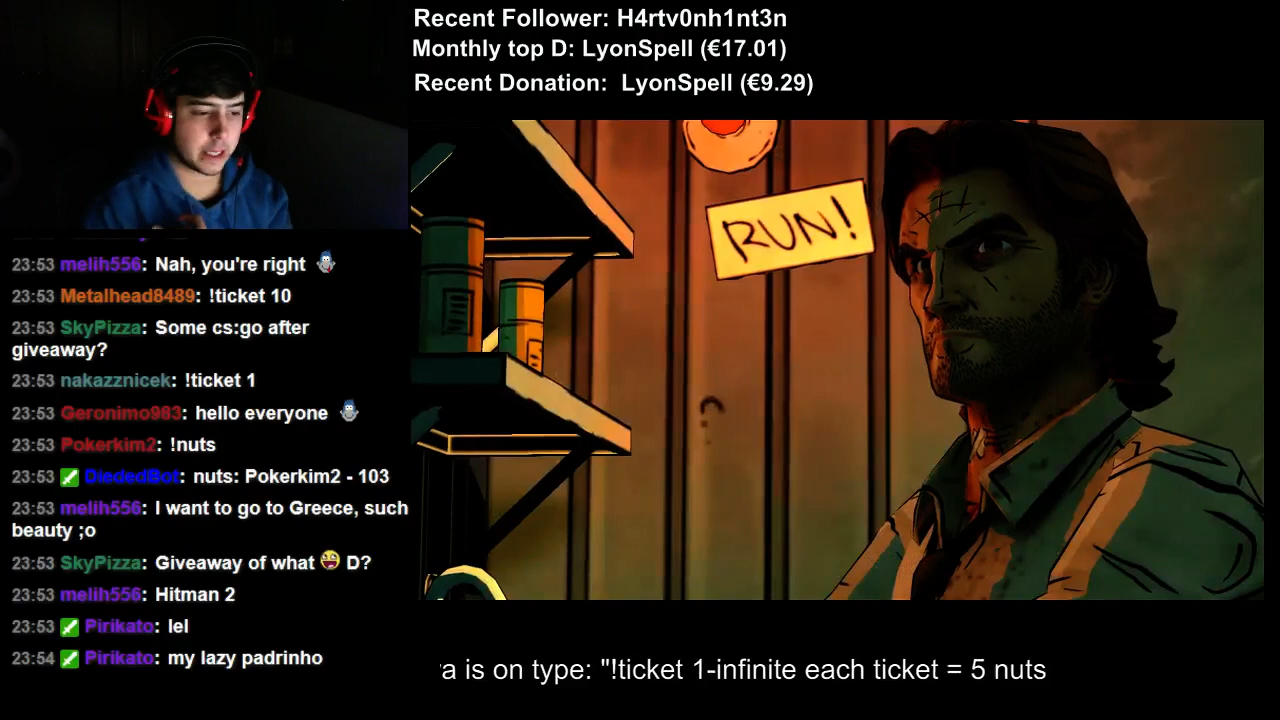 Recent Follower: H4rtv0nh1nt3n
Monthly top D: LyonSpell (€17.01)
Recent Donation: LyonSpell (€9.29)
RUN!
23:53 melih556: Nah, you're right
23:53 Metalhead8489: !ticket 10
23:53 SkyPizza: Some cs:go after
giveaway?
23:53 nakazznicek: !ticket 1
23:53 Geronimo983: hello everyone
23:53 Pokerkim2: !nuts
23:53 DiededBot: nuts: Pokerkim2 - 103
23:53 melih556: I want to go to Greece, such
beauty ;o
23:53 SkyPizza: Giveaway of what D?
23:53 melih556: Hitman 2
23:53 Pirikato: lel
23:54 Pirikato: my lazy padrinho
a is on type: "!ticket 1-infinite each ticket = 5 nuts